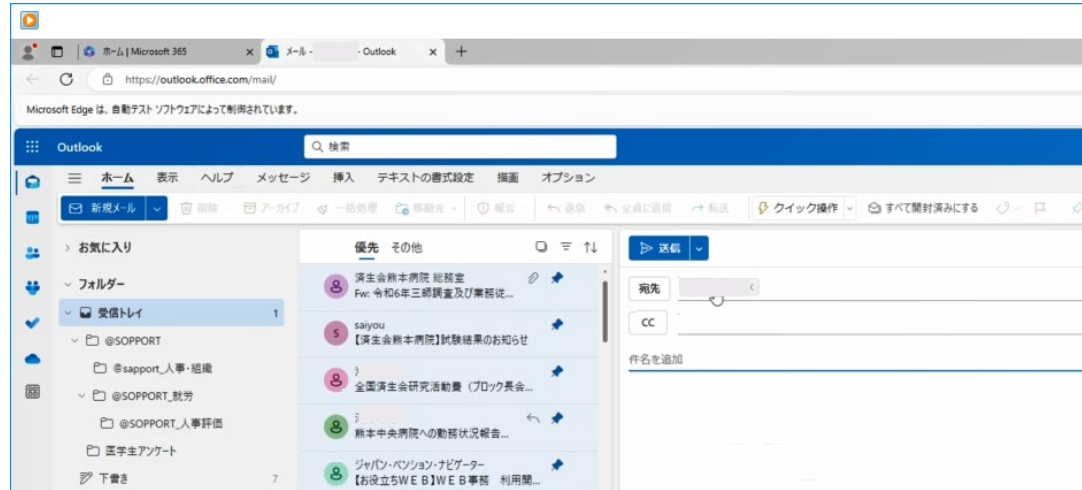 ホーム | Microsoft 365
メール - - Outlook
https://outlook.office.com/mail/
Microsoft Edge は、自動テスト ソフトウェアによって制御されています。
Outlook
検索
ホーム 表示 ヘルプ メッセージ 挿入 テキストの書式設定 描画 オプション
新規メール 削除 アーカイブ 一括処理 移動先 報告 返信 全員に返信 転送 クイック操作 すべて開封済みにする
お気に入り
フォルダー
受信トレイ 1
@SOPPORT
@sapport_人事・組織
@SOPPORT_就労
@SOPPORT_人事評価
医学生アンケート
下書き 7
優先 その他
済生会熊本病院 総務室
Fw: 令和6年三師調査及び業務従...
S saiyou
【済生会熊本病院】試験結果のお知らせ
全国済生会研究活動費（ブロック長会...
熊本中央病院への勤務状況報告...
ジャパン・ペンション・ナビゲーター
【お役立ちＷＥＢ】ＷＥＢ事務 利用開...
送信
宛先
CC
件名を追加